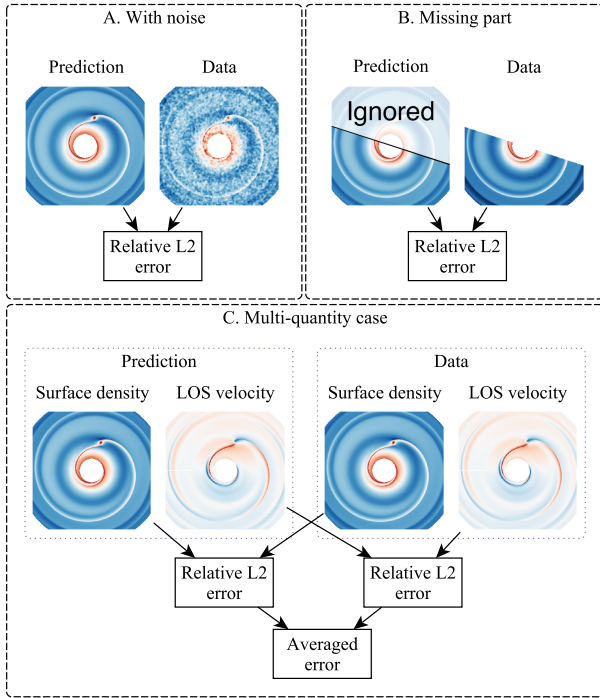 A. With noise
Prediction Data
Relative L2
error
B. Missing part
Prediction Data
Ignored
Relative L2
error
C. Multi-quantity case
Prediction
Surface density LOS velocity
Data
Surface density LOS velocity
Relative L2
error
Relative L2
error
Averaged
error